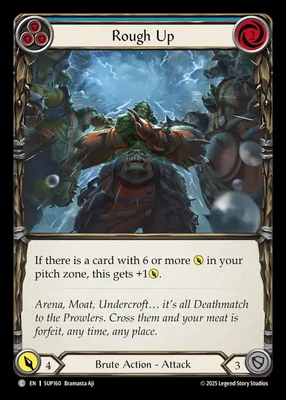 Rough Up
If there is a card with 6 or more in your
pitch zone, this gets +1.
Arena, Moat, Undercroft... it's all Deathmatch
to the Prowlers. Cross them and your meat is
forfeit, any time, any place.
4 Brute Action - Attack 3
C EN | SUP160 Bramasta Aji © 2025 Legend Story Studios